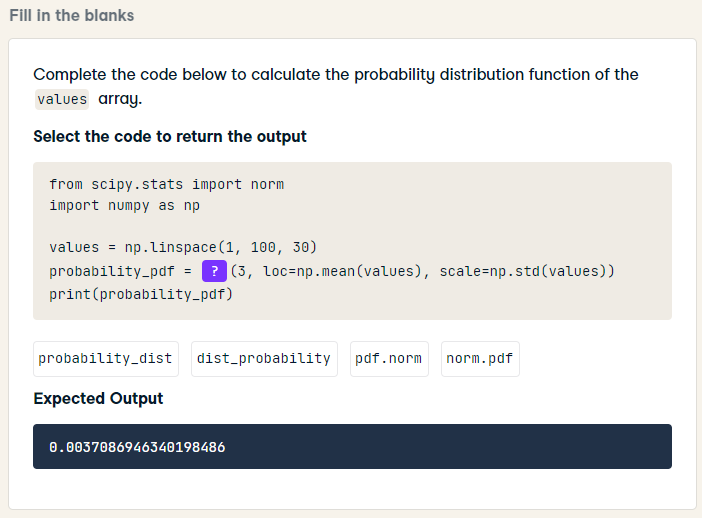 Fill in the blanks
Complete the code below to calculate the probability distribution function of the
values array.
Select the code to return the output
from scipy.stats import norm
import numpy as np
values = np.linspace(1, 100, 30)
probability_pdf = ? (3, loc=np.mean(values), scale=np.std(values))
print(probability_pdf)
probability_dist dist_probability pdf.norm norm.pdf
Expected Output
0.0037086946340198486